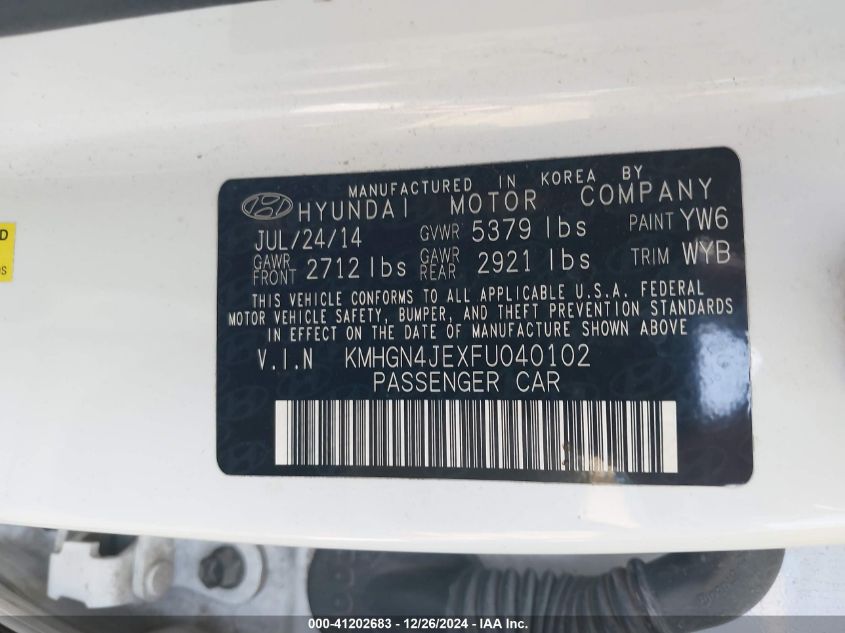 D
DS
MANUFACTURED IN KOREA BY
HYUNDAI MOTOR COMPANY
JUL/24/14 GVWR 5379 lbs PAINT YW6
GAWR FRONT 2712 lbs GAWR REAR 2921 lbs TRIM WYB
THIS VEHICLE CONFORMS TO ALL APPLICABLE U.S.A. FEDERAL
MOTOR VEHICLE SAFETY, BUMPER, AND THEFT PREVENTION STANDARDS
IN EFFECT ON THE DATE OF MANUFACTURE SHOWN ABOVE
V.I.N KMHGN4JEXFU040102
PASSENGER CAR
000-41202683 / 12/26/2024 - IAA Inc.